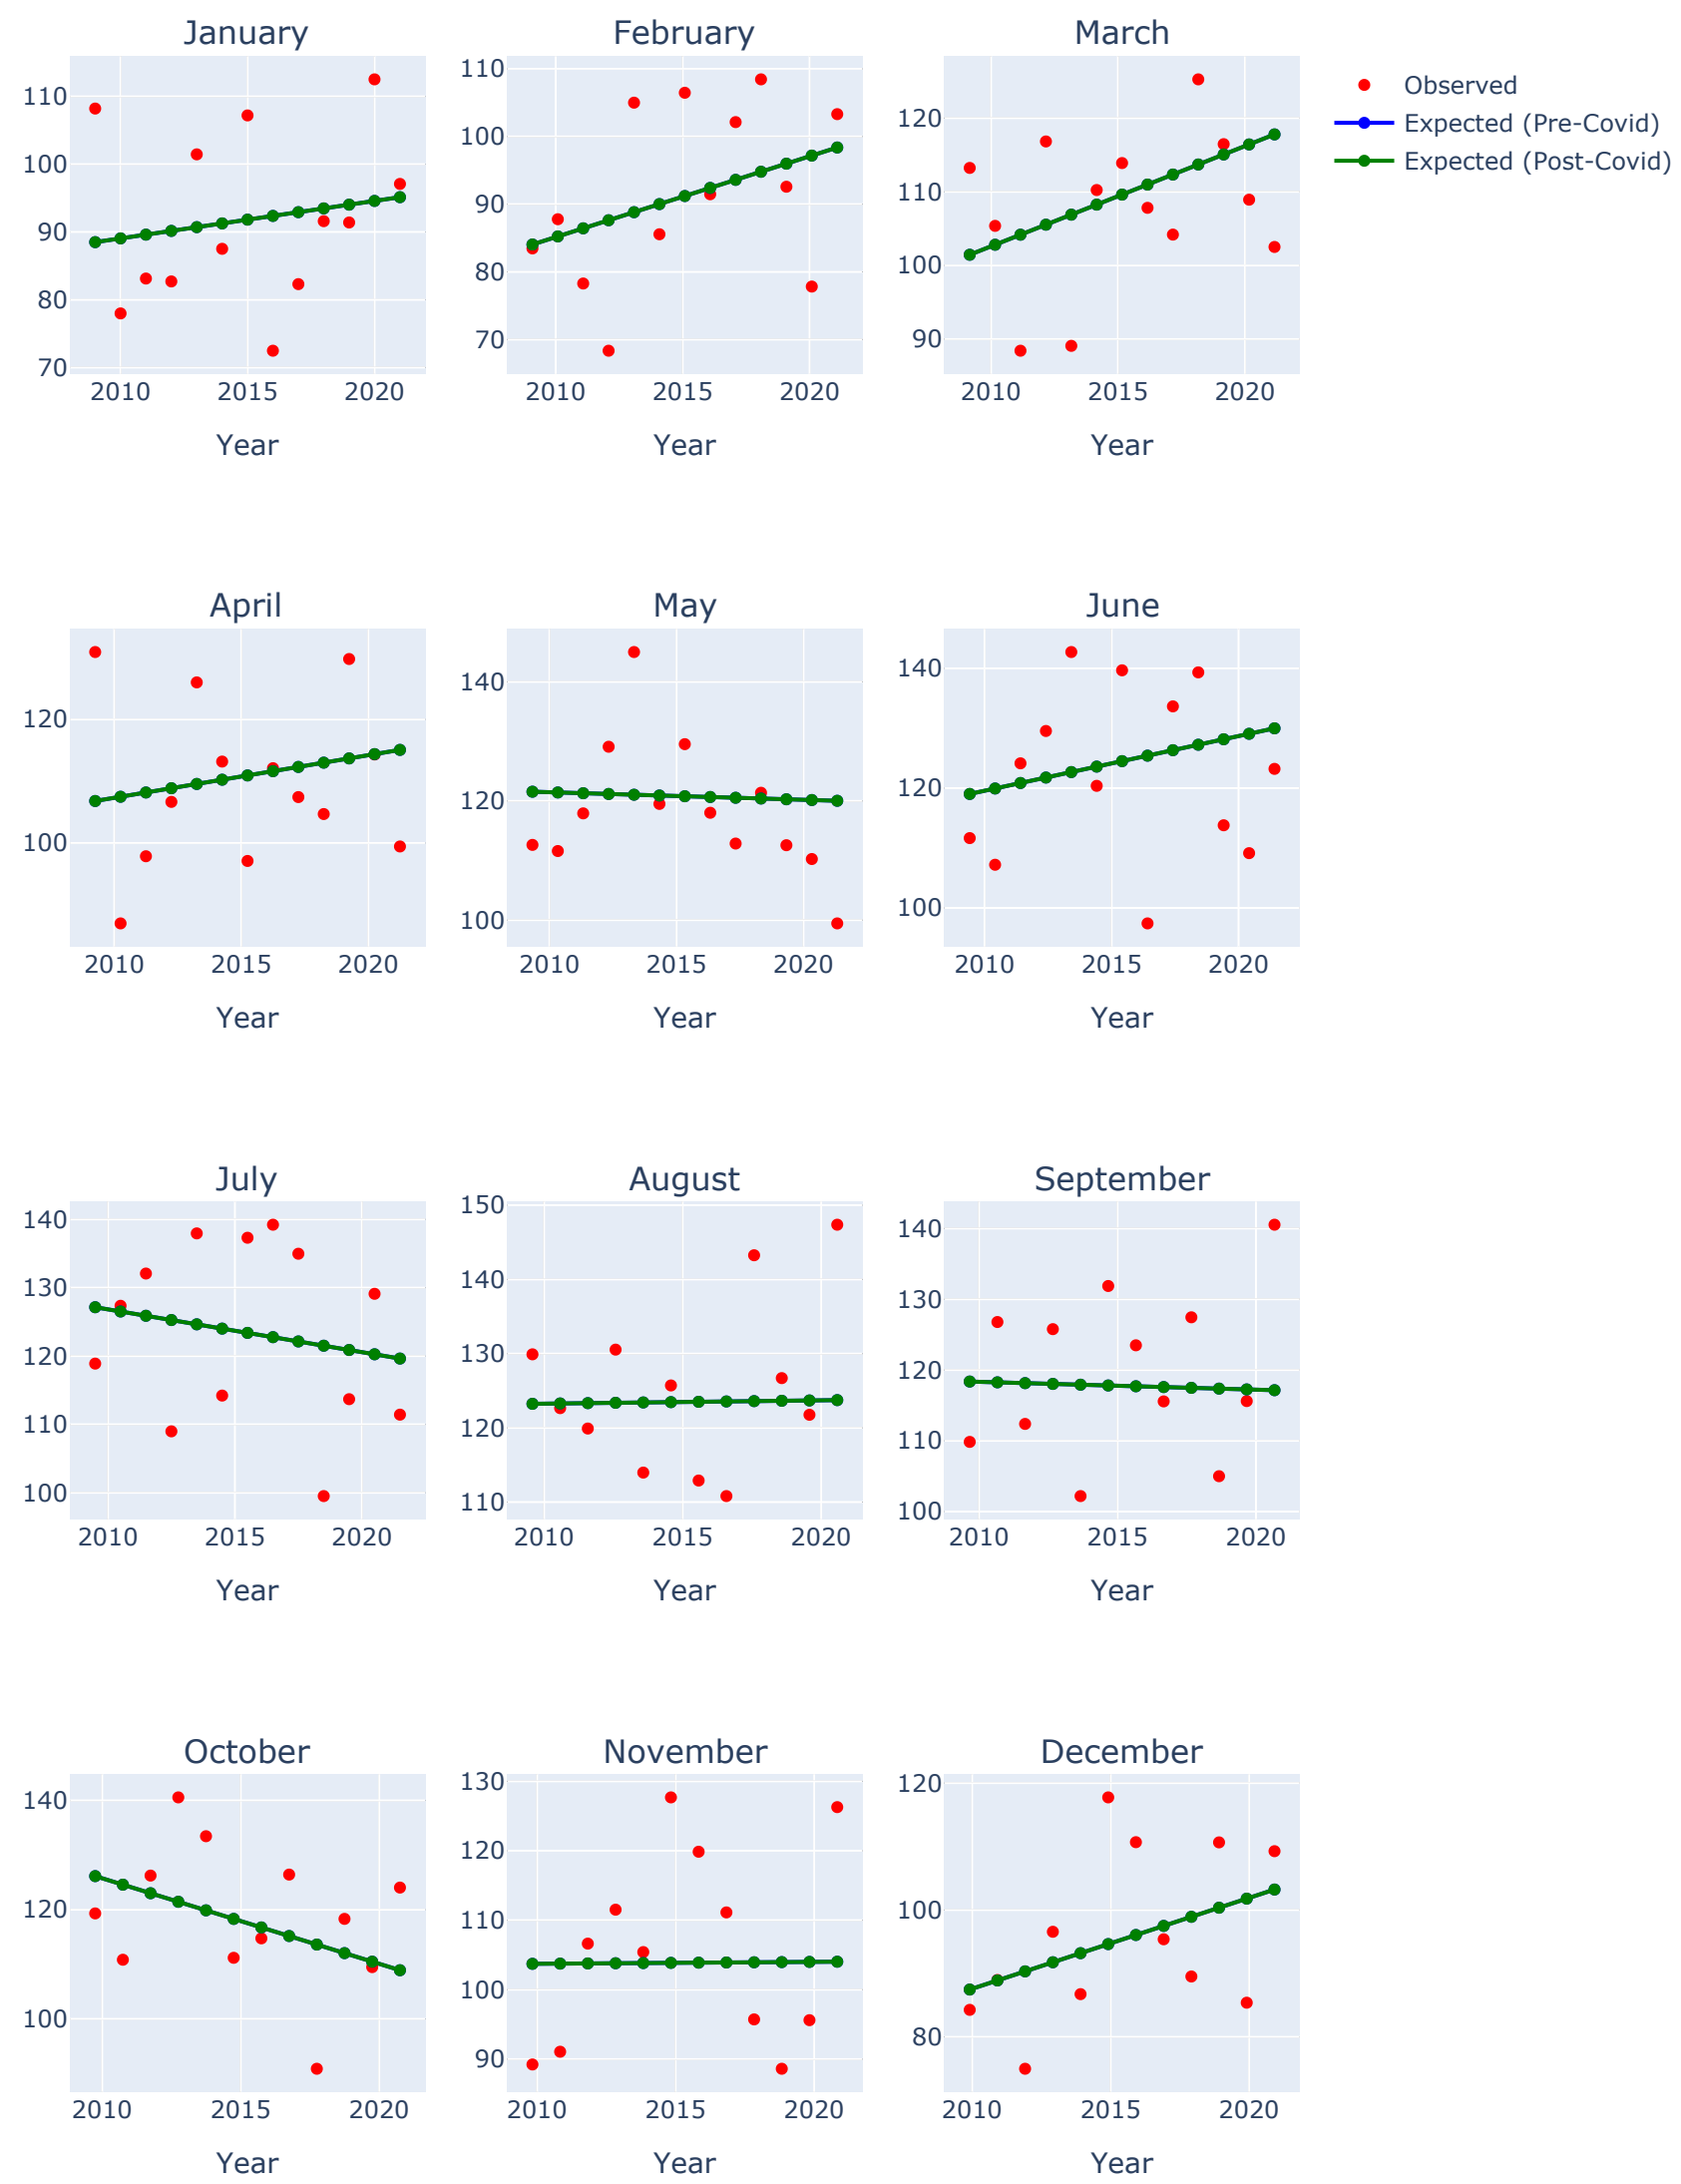 January
February
March
110
100
90
80
70
2010 2015 2020
Year
110
100
90
80
70
2010 2015 2020
Year
120
110
100
90
2010 2015 2020
Year
Observed
Expected (Pre-Covid)
Expected (Post-Covid)
April
May
June
120
100
2010 2015 2020
Year
140
120
100
2010 2015 2020
Year
140
120
100
2010 2015 2020
Year
July
August
September
140
130
120
110
100
2010 2015 2020
Year
150
140
130
120
110
2010 2015 2020
Year
140
130
120
110
100
2010 2015 2020
Year
October
November
December
140
120
100
2010 2015 2020
Year
130
120
110
100
90
2010 2015 2020
Year
120
100
80
2010 2015 2020
Year